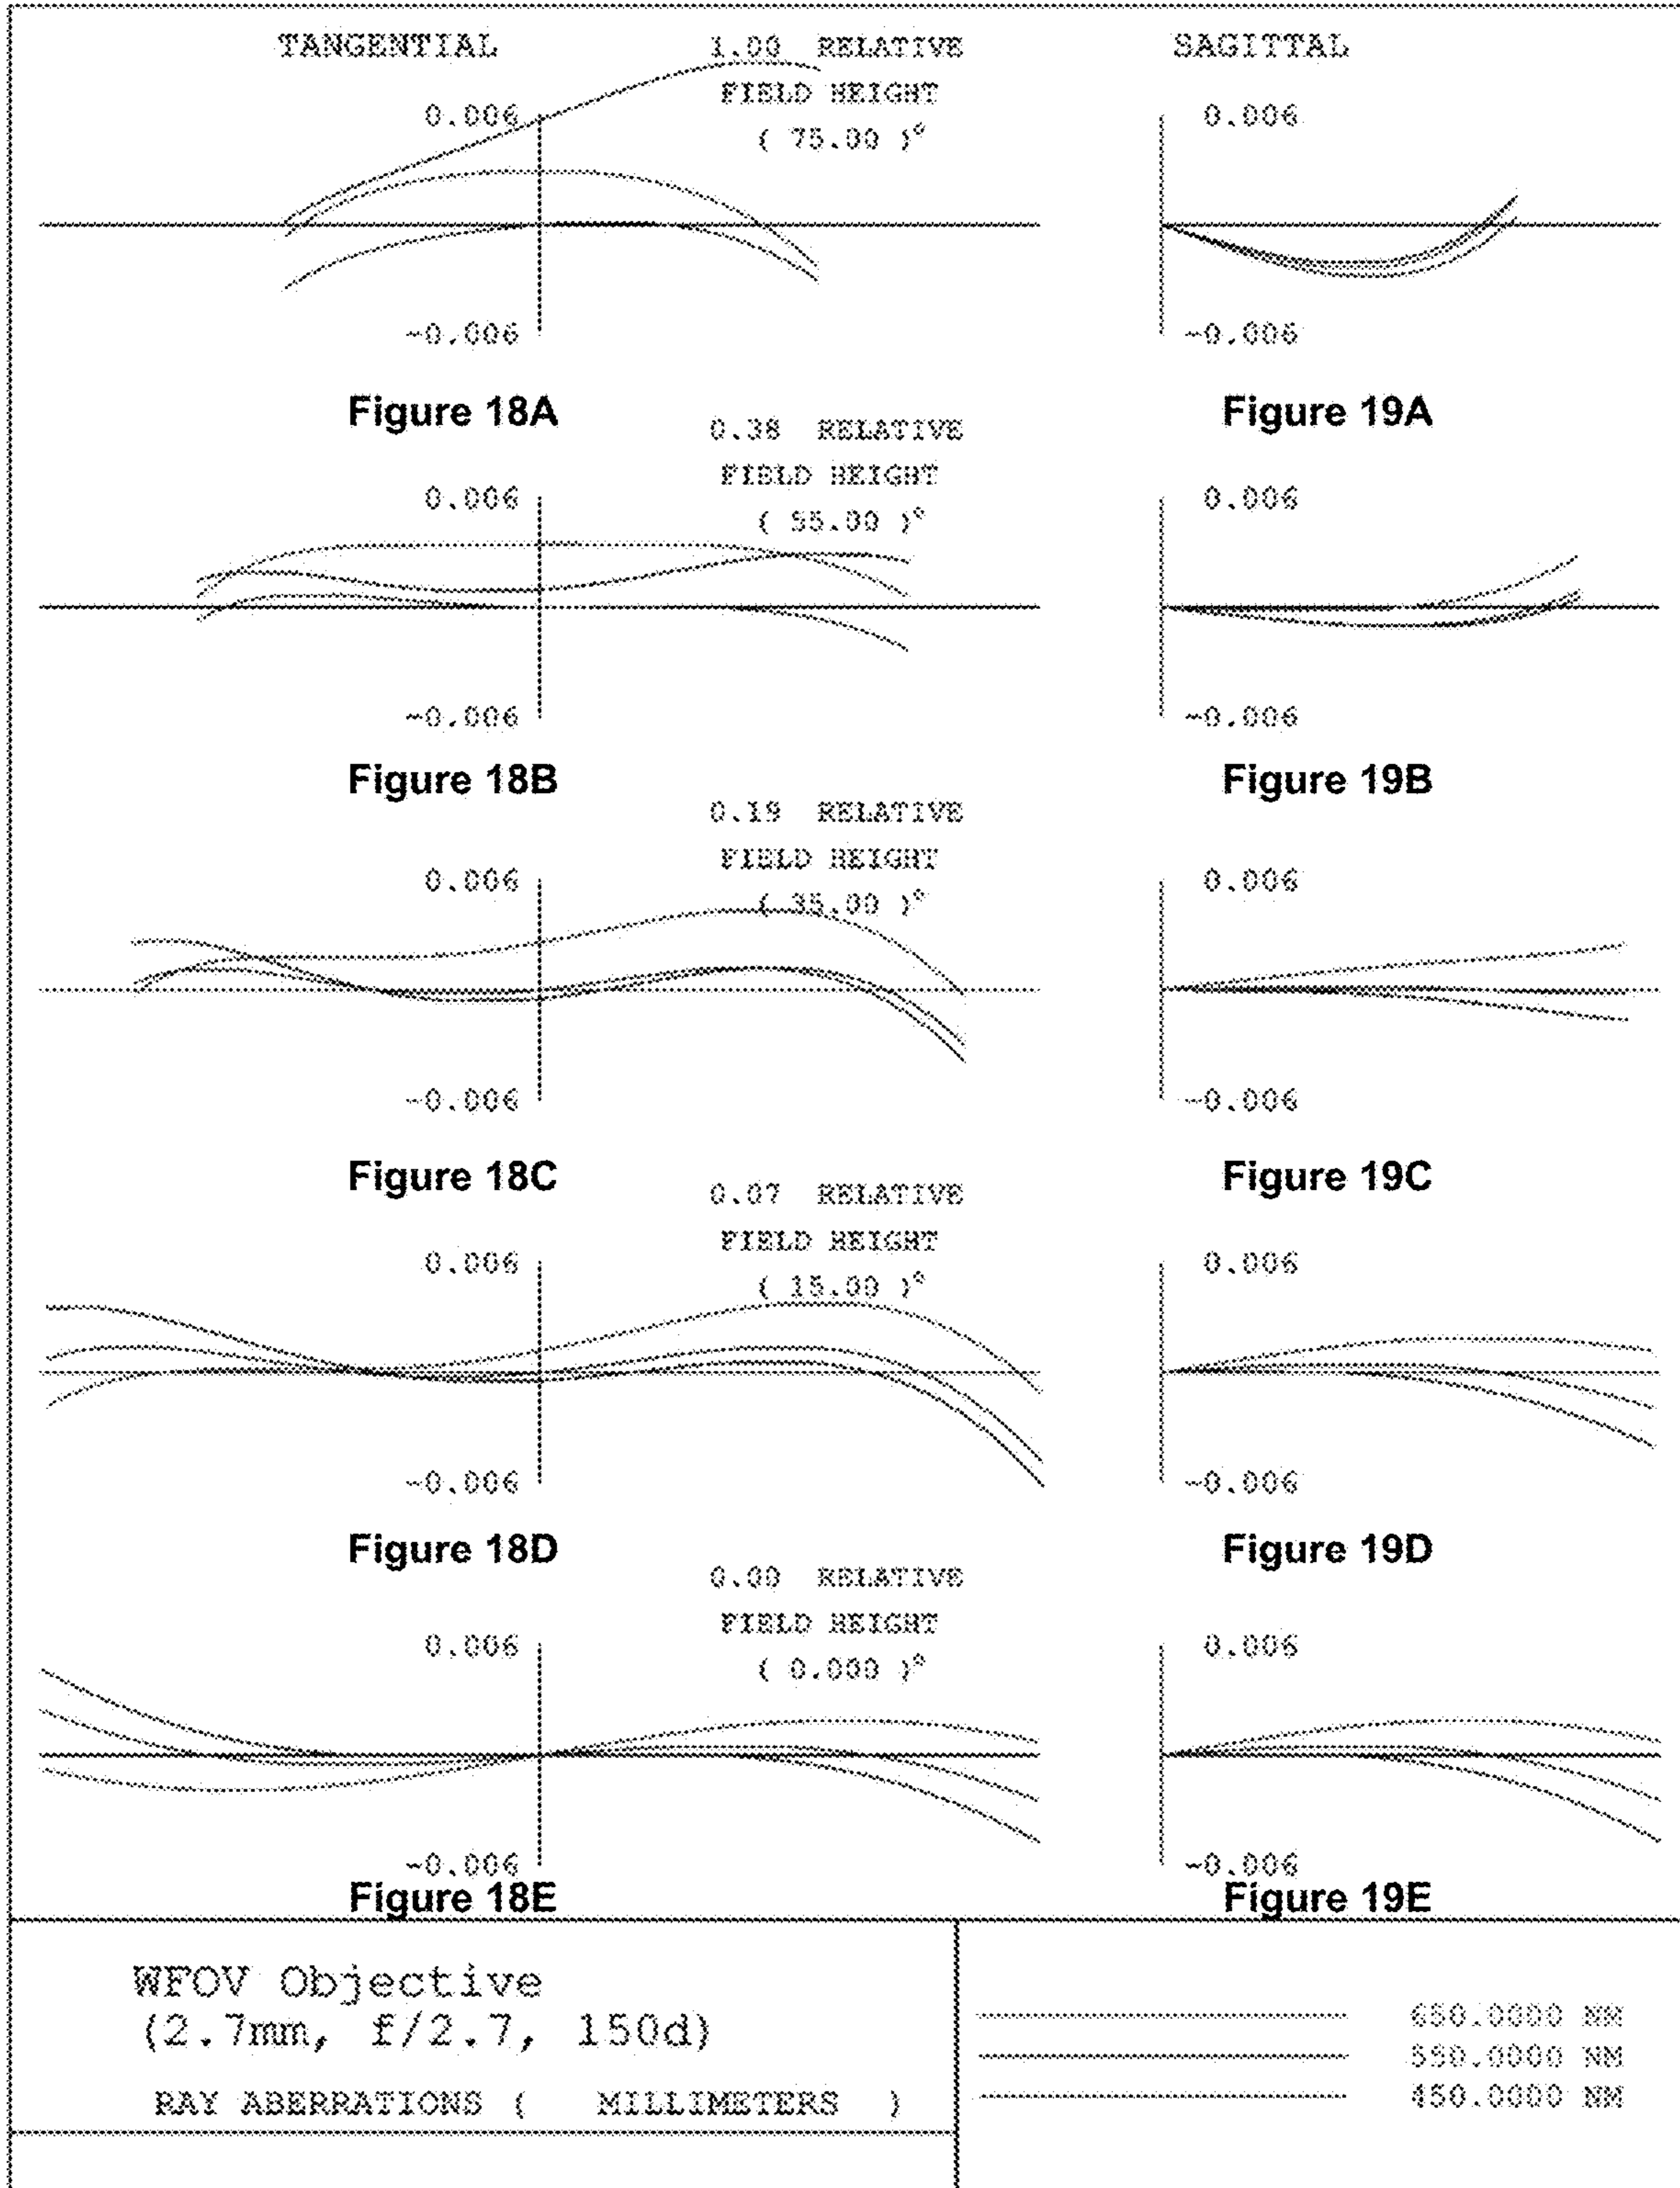 TANGENTIAL 1.00 RELATIVE SAGITTAL
FIELD HEIGHT
0.006 ( 75.00 )° 0.006
-0.006 -0.006
Figure 18A Figure 19A
0.38 RELATIVE
FIELD HEIGHT
0.006 ( 55.00 )° 0.006
-0.006 -0.006
Figure 18B Figure 19B
0.19 RELATIVE
FIELD HEIGHT
0.006 ( 35.00 )° 0.006
-0.006 -0.006
Figure 18C Figure 19C
0.07 RELATIVE
FIELD HEIGHT
0.006 ( 15.00 )° 0.006
-0.006 -0.006
Figure 18D Figure 19D
0.00 RELATIVE
FIELD HEIGHT
0.006 ( 0.000 )° 0.006
-0.006 -0.006
Figure 18E Figure 19E
WFOV Objective
(2.7mm, f/2.7, 150d)
RAY ABERRATIONS ( MILLIMETERS )
650.0000 NM
550.0000 NM
450.0000 NM